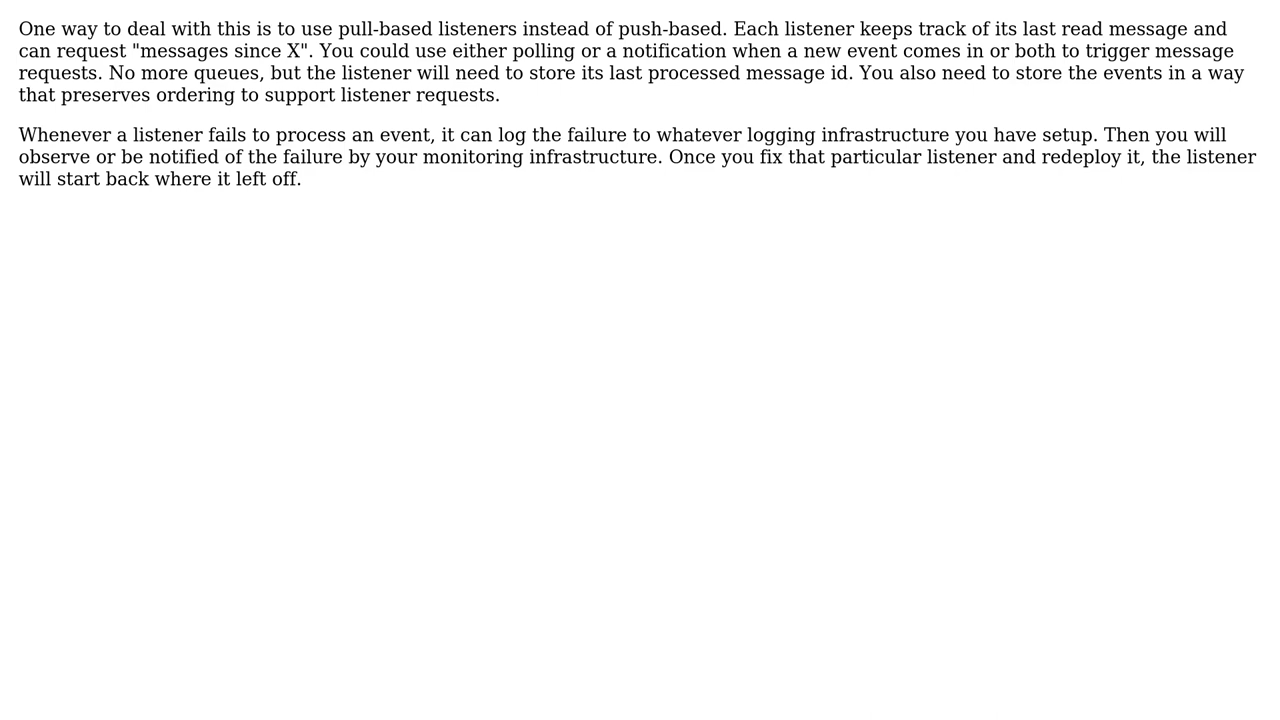 One way to deal with this is to use pull-based listeners instead of push-based. Each listener keeps track of its last read message and
can request "messages since X". You could use either polling or a notification when a new event comes in or both to trigger message
requests. No more queues, but the listener will need to store its last processed message id. You also need to store the events in a way
that preserves ordering to support listener requests.
Whenever a listener fails to process an event, it can log the failure to whatever logging infrastructure you have setup. Then you will
observe or be notified of the failure by your monitoring infrastructure. Once you fix that particular listener and redeploy it, the listener
will start back where it left off.